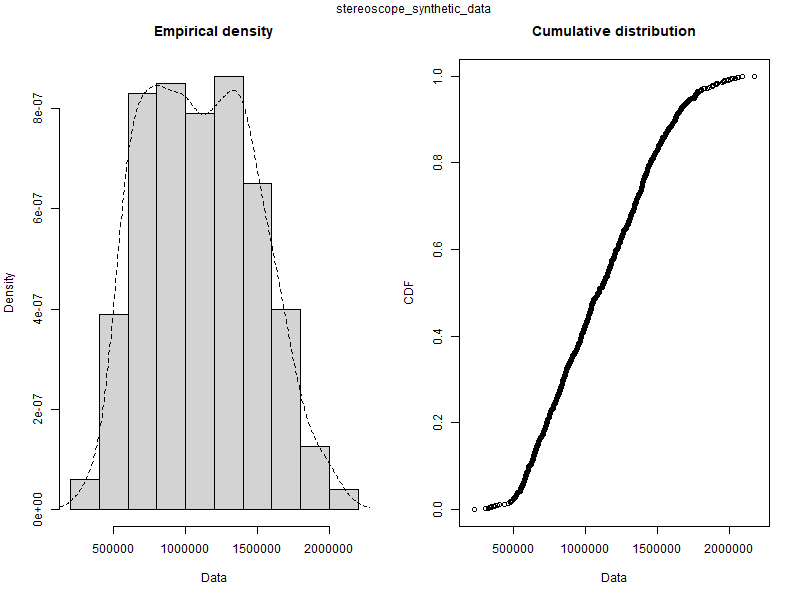 stereoscope_synthetic_data
Empirical density
Density
0e+00 2e-07 4e-07 6e-07 8e-07
500000 1000000 1500000 2000000
Data
Cumulative distribution
CDF
0.0 0.2 0.4 0.6 0.8 1.0
500000 1000000 1500000 2000000
Data